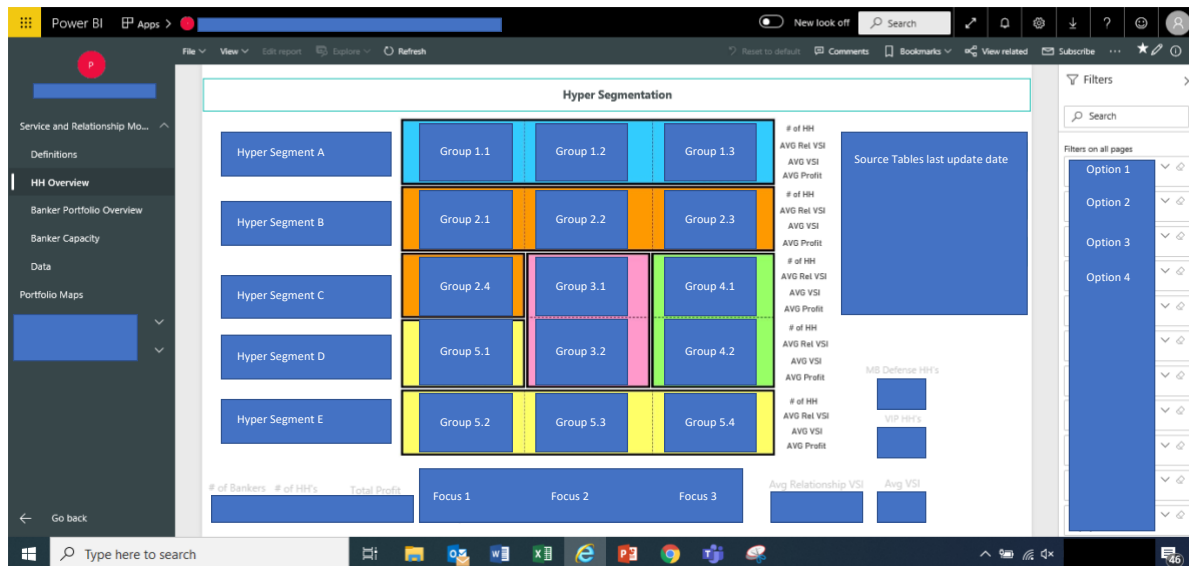 Power BI Apps > New look off Search
File View Edit report Explore Refresh Reset to default Comments Bookmarks View related Subscribe ...
P
Service and Relationship Mo...
Definitions
HH Overview
Banker Portfolio Overview
Banker Capacity
Data
Portfolio Maps
Go back
Hyper Segmentation
Hyper Segment A Group 1.1 Group 1.2 Group 1.3
# of HH
AVG Rel VSI
AVG VSI
AVG Profit
Hyper Segment B Group 2.1 Group 2.2 Group 2.3
# of HH
AVG Rel VSI
AVG VSI
AVG Profit
Hyper Segment C Group 2.4 Group 3.1 Group 4.1
# of HH
AVG Rel VSI
AVG VSI
AVG Profit
Hyper Segment D Group 5.1 Group 3.2 Group 4.2
# of HH
AVG Rel VSI
AVG VSI
AVG Profit
Hyper Segment E Group 5.2 Group 5.3 Group 5.4
# of HH
AVG Rel VSI
AVG VSI
AVG Profit
Source Tables last update date
MB Defense HH's
VIP HH's
# of Bankers # of HH's Total Profit
Focus 1 Focus 2 Focus 3
Avg Relationship VSI Avg VSI
Filters
Search
Filters on all pages
Option 1
Option 2
Option 3
Option 4
Type here to search
46